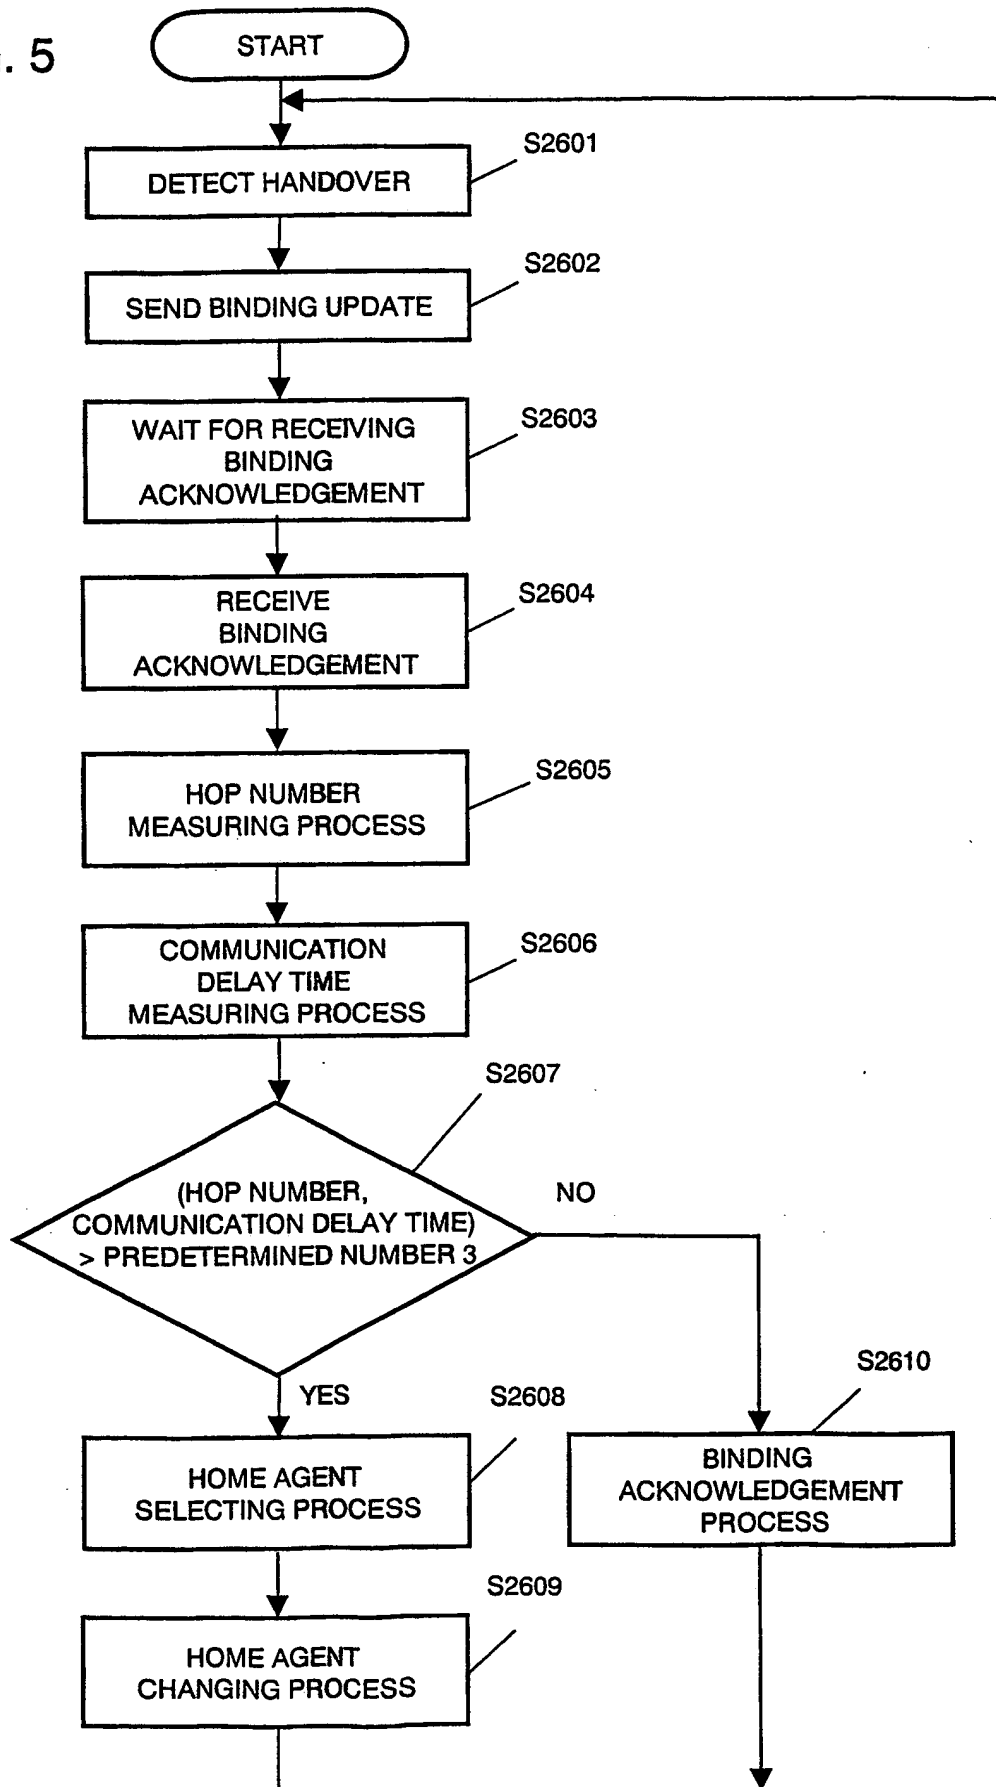 . 5
START
S2601
DETECT HANDOVER
S2602
SEND BINDING UPDATE
S2603
WAIT FOR RECEIVING
BINDING
ACKNOWLEDGEMENT
S2604
RECEIVE
BINDING
ACKNOWLEDGEMENT
S2605
HOP NUMBER
MEASURING PROCESS
S2606
COMMUNICATION
DELAY TIME
MEASURING PROCESS
S2607
(HOP NUMBER,
COMMUNICATION DELAY TIME)
> PREDETERMINED NUMBER 3
NO
YES
S2608
HOME AGENT
SELECTING PROCESS
S2610
BINDING
ACKNOWLEDGEMENT
PROCESS
S2609
HOME AGENT
CHANGING PROCESS